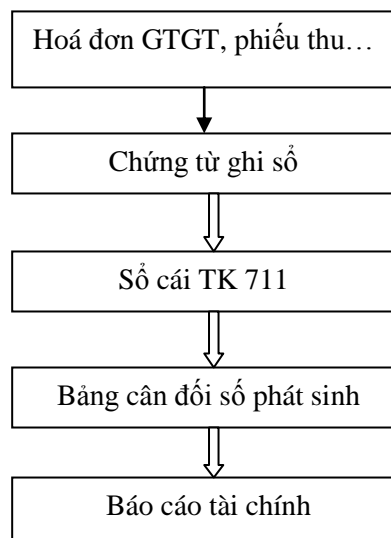 Hoá đơn GTGT, phiếu thu…
Chứng từ ghi sổ
Sổ cái TK 711
Bảng cân đối số phát sinh
Báo cáo tài chính